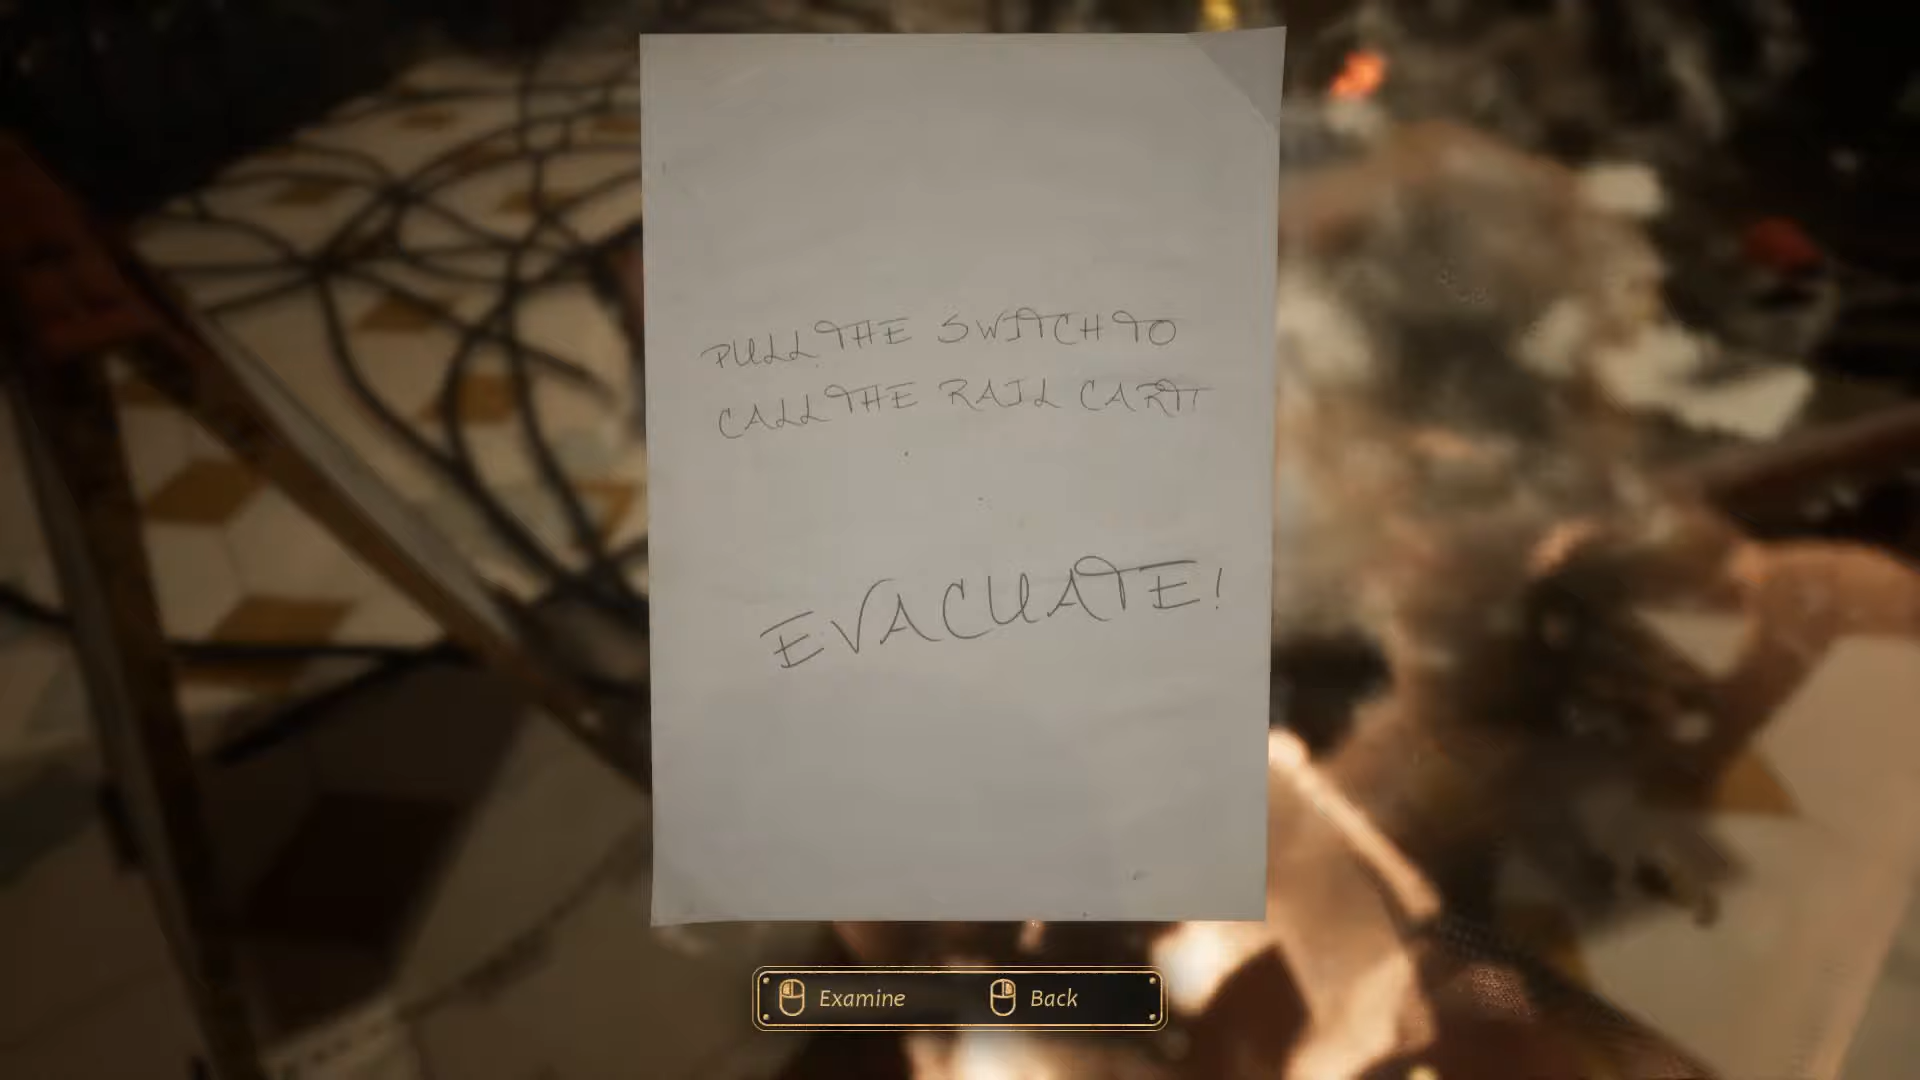 PULL THE SWITCH TO
CALL THE RAIL CART
EVACUATE!
Examine Back